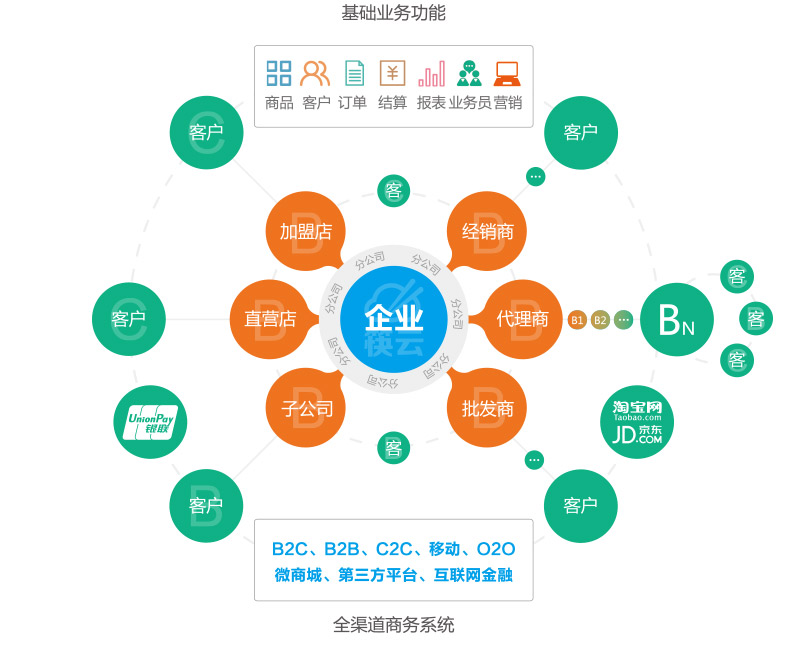 基础业务功能
商品 客户 订单 结算 报表 业务员 营销
C 客户
客户
C 客
...
B 加盟店
B 经销商
分公司 分公司
C 客
C 客户
B 直营店
分公司
企业
筷云
分公司
B 代理商
B1 B2 ...
BN
B 客
C 客
分公司 分公司
分公司
B 子公司
B 批发商
UnionPay
银联
淘宝网
Taobao.com
JD 京东
.COM
B 客
...
B 客户
客户
B2C、B2B、C2C、移动、O2O
微商城、第三方平台、互联网金融
全渠道商务系统